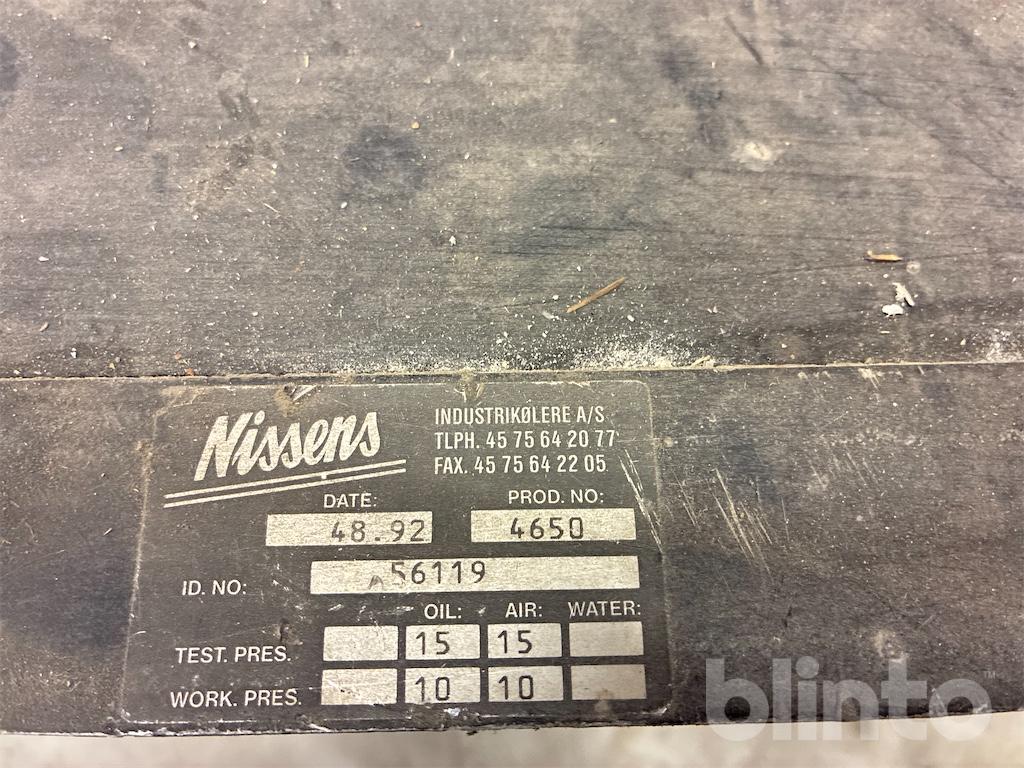 Nissens
INDUSTRIKØLERE A/S
TLPH. 45 75 64 20 77
FAX. 45 75 64 22 05
DATE: PROD. NO:
48.92 4650
ID. NO: 56119
OIL: AIR: WATER:
TEST. PRES. 15 15
WORK. PRES. 10 10
blinto™